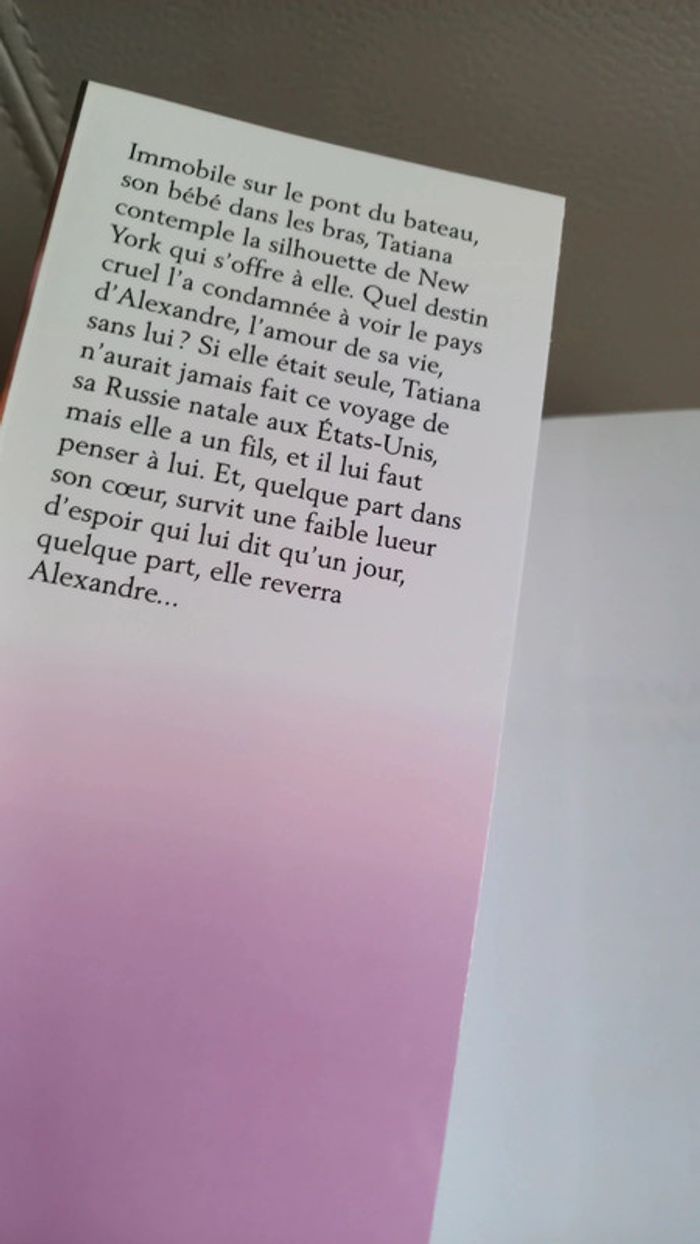 Immobile sur le pont du bateau,
son bébé dans les bras, Tatiana
contemple la silhouette de New
York qui s'offre à elle. Quel destin
cruel l'a condamnée à voir le pays
d'Alexandre, l'amour de sa vie,
sans lui ? Si elle était seule, Tatiana
n'aurait jamais fait ce voyage de
sa Russie natale aux États-Unis,
mais elle a un fils, et il lui faut
penser à lui. Et, quelque part dans
son cœur, survit une faible lueur
d'espoir qui lui dit qu'un jour,
quelque part, elle reverra
Alexandre...